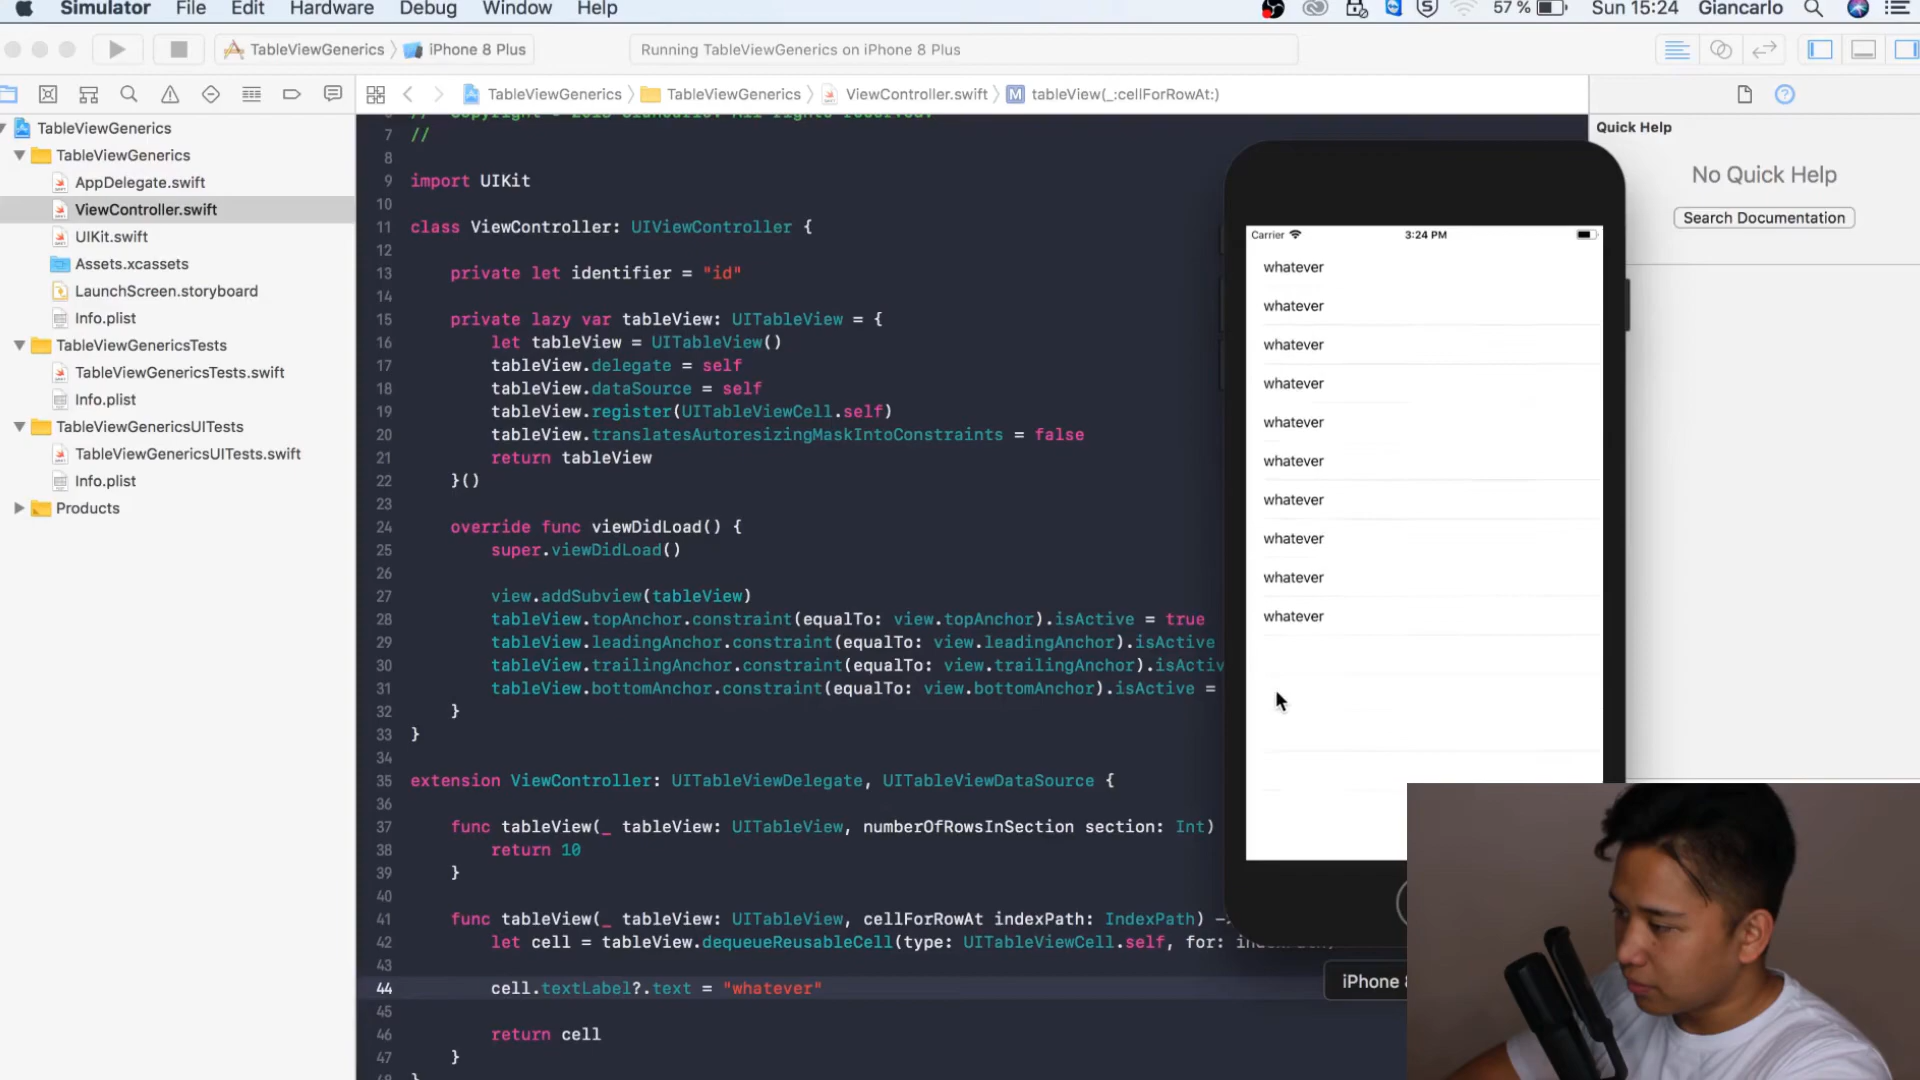 Simulator File Edit Hardware Debug Window Help 57 % Sun 15:24 Giancarlo
TableViewGenerics iPhone 8 Plus Running TableViewGenerics on iPhone 8 Plus
TableViewGenerics TableViewGenerics ViewController.swift M tableView(_:cellForRowAt:)
TableViewGenerics
TableViewGenerics
AppDelegate.swift
ViewController.swift
UIKit.swift
Assets.xcassets
LaunchScreen.storyboard
Info.plist
TableViewGenericsTests
TableViewGenericsTests.swift
Info.plist
TableViewGenericsUITests
TableViewGenericsUITests.swift
Info.plist
Products
7 //
8
9 import UIKit
10
11 class ViewController: UIViewController {
12
13 private let identifier = "id"
14
15 private lazy var tableView: UITableView = {
16 let tableView = UITableView()
17 tableView.delegate = self
18 tableView.dataSource = self
19 tableView.register(UITableViewCell.self)
20 tableView.translatesAutoresizingMaskIntoConstraints = false
21 return tableView
22 }()
23
24 override func viewDidLoad() {
25 super.viewDidLoad()
26
27 view.addSubview(tableView)
28 tableView.topAnchor.constraint(equalTo: view.topAnchor).isActive = true
29 tableView.leadingAnchor.constraint(equalTo: view.leadingAnchor).isActive
30 tableView.trailingAnchor.constraint(equalTo: view.trailingAnchor).isActiv
31 tableView.bottomAnchor.constraint(equalTo: view.bottomAnchor).isActive =
32 }
33 }
34
35 extension ViewController: UITableViewDelegate, UITableViewDataSource {
36
37 func tableView(_ tableView: UITableView, numberOfRowsInSection section: Int)
38 return 10
39 }
40
41 func tableView(_ tableView: UITableView, cellForRowAt indexPath: IndexPath) -
42 let cell = tableView.dequeueReusableCell(type: UITableViewCell.self, for:
43
44 cell.textLabel?.text = "whatever"
45
46 return cell
47 }
Carrier 3:24 PM
whatever
whatever
whatever
whatever
whatever
whatever
whatever
whatever
whatever
whatever
iPhone 8
Quick Help
No Quick Help
Search Documentation